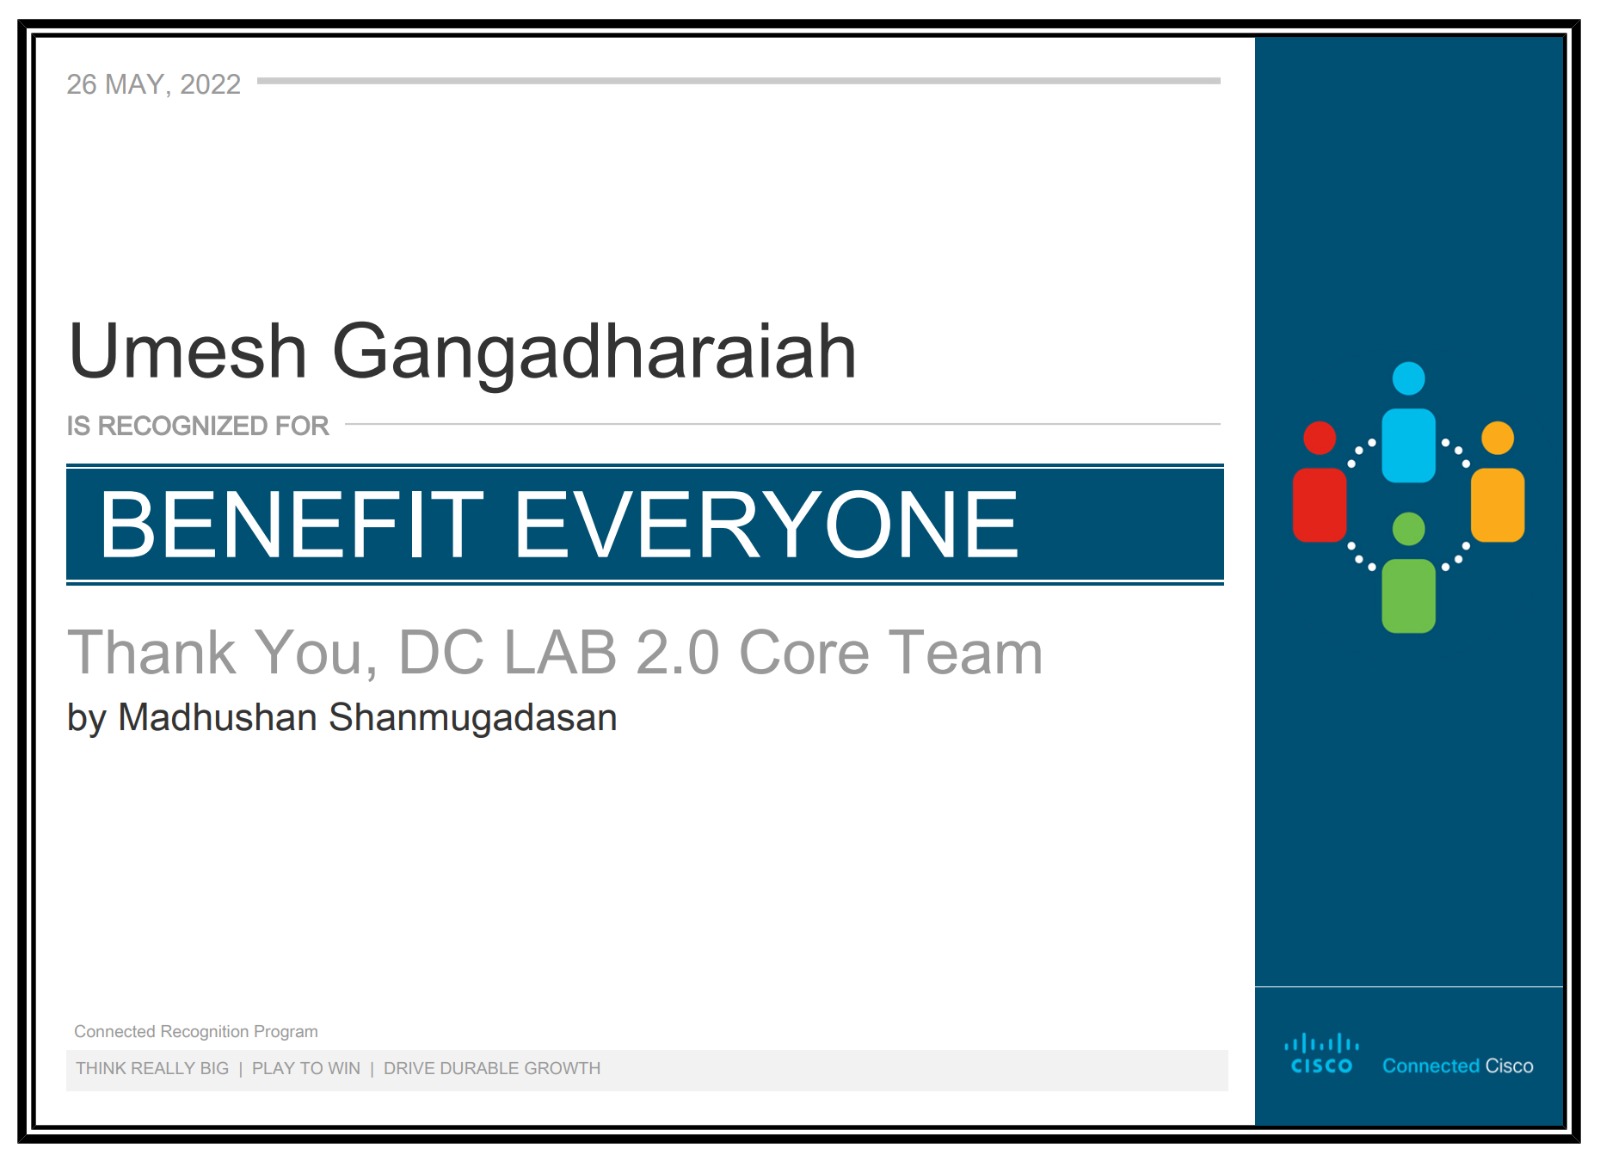 26 MAY, 2022
Umesh Gangadharaiah
IS RECOGNIZED FOR
BENEFIT EVERYONE
Thank You, DC LAB 2.0 Core Team
by Madhushan Shanmugadasan
Connected Recognition Program
THINK REALLY BIG | PLAY TO WIN | DRIVE DURABLE GROWTH
CISCO
Connected Cisco